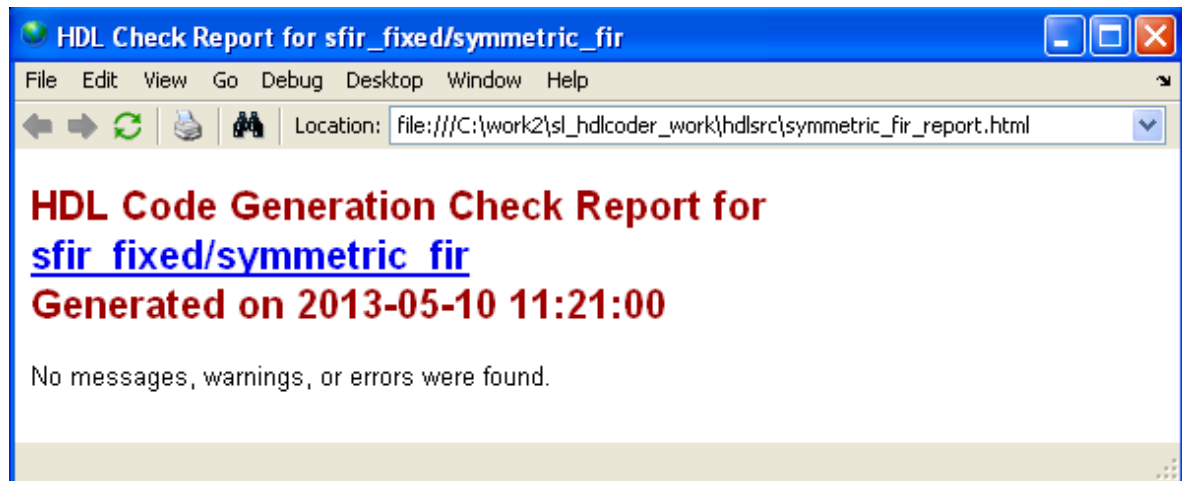 HDL Check Report for sfir_fixed/symmetric_fir
File Edit View Go Debug Desktop Window Help
Location: file:///C:\work2\sl_hdlcoder_work\hdlsrc\symmetric_fir_report.html
HDL Code Generation Check Report for
sfir_fixed/symmetric_fir
Generated on 2013-05-10 11:21:00
No messages, warnings, or errors were found.